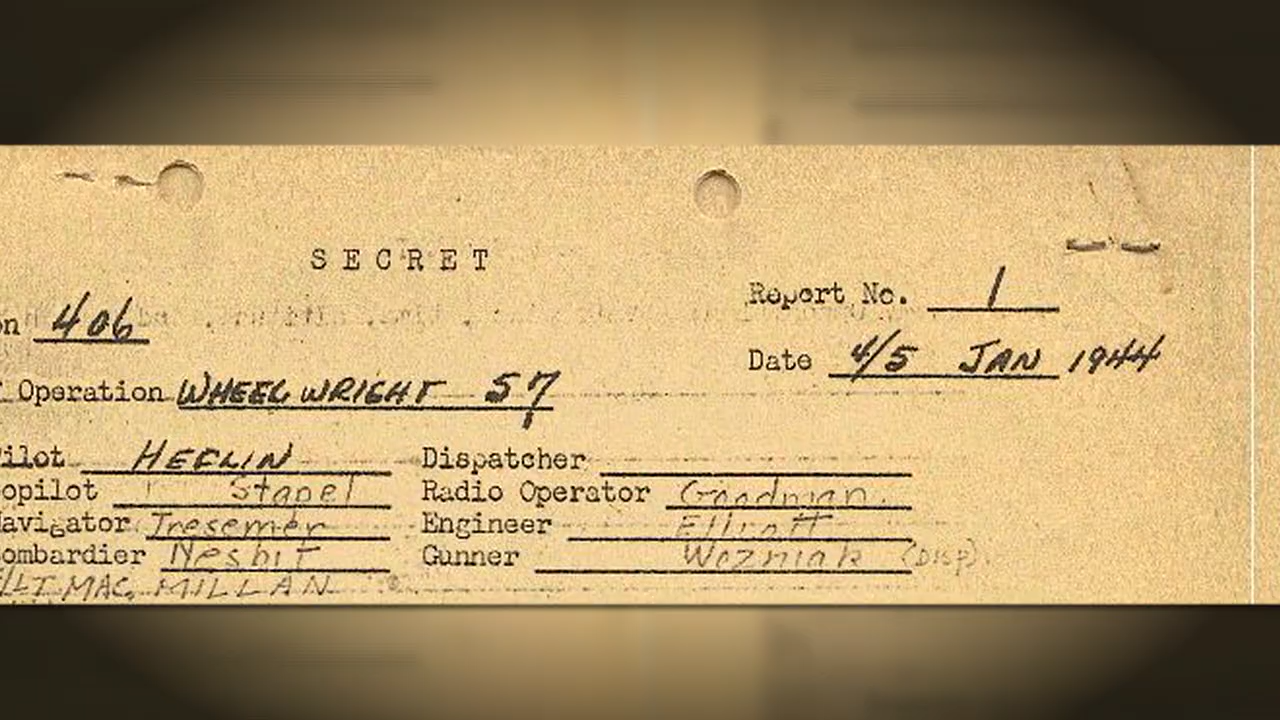 SECRET
Report No. 1
n 406
Date 4/5 JAN 1944
Operation WHEELWRIGHT 57
ilot HEFLIN Dispatcher
opilot Stapel Radio Operator Goodman
avigator Tresemer Engineer Elliott
ombardier Nesbit Gunner Wozniak (DISP).
/LT MAC MILLAN